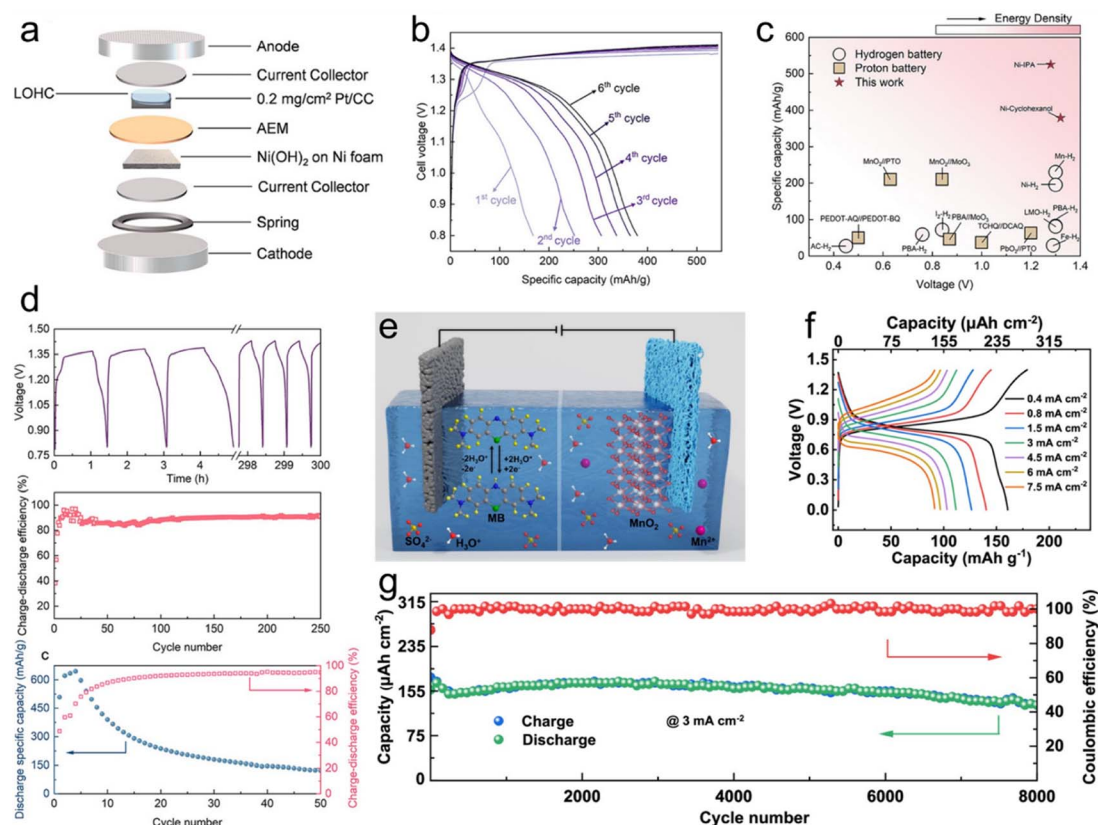 a
Anode
Current Collector
LOHC
0.2 mg/cm² Pt/CC
AEM
Ni(OH)₂ on Ni foam
Current Collector
Spring
Cathode
b
Cell voltage (V)
1.4
1.3
1.2
1.1
1.0
0.9
0.8
6th cycle
5th cycle
4th cycle
3rd cycle
2nd cycle
1st cycle
0 100 200 300 400 500
Specific capacity (mAh/g)
c
Energy Density
Specific capacity (mAh/g)
600
500
400
300
200
100
0
Hydrogen battery
Proton battery
This work
Ni-IPA
Ni-Cyclohexanol
MnO₂//PTO
MnO₂//MoO₃
Mn-H₂
Ni-H₂
PEDOT-AQ//PEDOT-BQ
I₂-H₂
PBA//MoO₃
LMO-H₂
PBA-H₂
TCHQ//DCAQ
AC-H₂
PBA-H₂
PbO₂//PTO
Fe-H₂
0.4 0.6 0.8 1.0 1.2 1.4
Voltage (V)
d
Voltage (V)
1.50
1.35
1.20
1.05
0.90
0.75
0 1 2 3 4 298 299 300
Time (h)
Charge-discharge efficiency (%)
100
80
60
40
20
0 50 100 150 200 250
Cycle number
c
Discharge specific capacity (mAh/g)
600
450
300
150
0
100
80
60
40
20
0
Charge-discharge efficiency (%)
0 10 20 30 40 50
Cycle number
e
-2H₃O⁺
-2e⁻
+2H₃O⁺
+2e⁻
MB
MnO₂
SO₄²⁻
H₃O⁺
Mn²⁺
f
Capacity (µAh cm⁻²)
0 75 155 235 315
Voltage (V)
1.8
1.2
0.6
0.0
0.4 mA cm⁻²
0.8 mA cm⁻²
1.5 mA cm⁻²
3 mA cm⁻²
4.5 mA cm⁻²
6 mA cm⁻²
7.5 mA cm⁻²
0 50 100 150 200
Capacity (mAh g⁻¹)
g
Capacity (µAh cm⁻²)
315
235
155
75
0
Charge
Discharge
@ 3 mA cm⁻²
100
80
60
40
20
Coulombic efficiency (%)
2000 4000 6000 8000
Cycle number